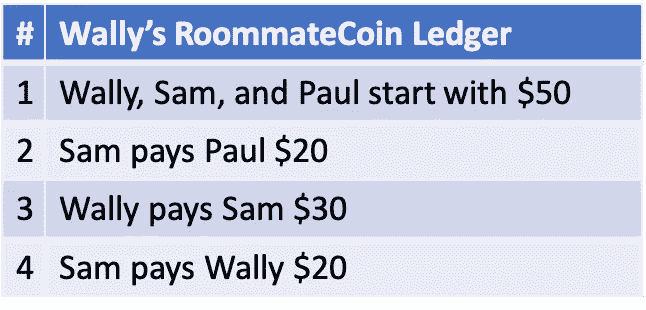 # Wally’s RoommateCoin Ledger
1 Wally, Sam, and Paul start with $50
2 Sam pays Paul $20
3 Wally pays Sam $30
4 Sam pays Wally $20